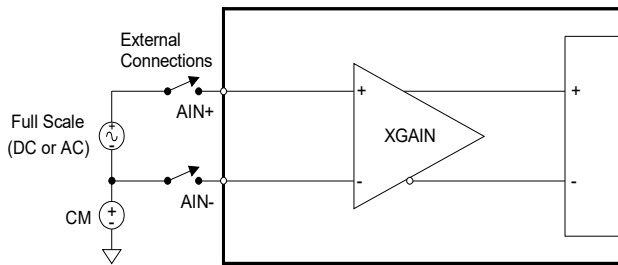 External
Connections
AIN+
Full Scale
(DC or AC)
+
-
AIN-
CM
+
-
+
XGAIN
-
+
-